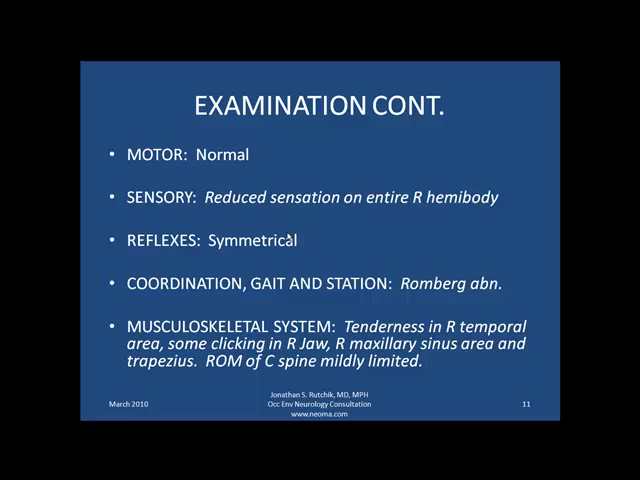 EXAMINATION CONT.
• MOTOR: Normal
• SENSORY: Reduced sensation on entire R hemibody
• REFLEXES: Symmetrical
• COORDINATION, GAIT AND STATION: Romberg abn.
• MUSCULOSKELETAL SYSTEM: Tenderness in R temporal
area, some clicking in R Jaw, R maxillary sinus area and
trapezius. ROM of C spine mildly limited.
March 2010
Jonathan S. Rutchik, MD, MPH
Occ Env Neurology Consultation
www.neoma.com
11